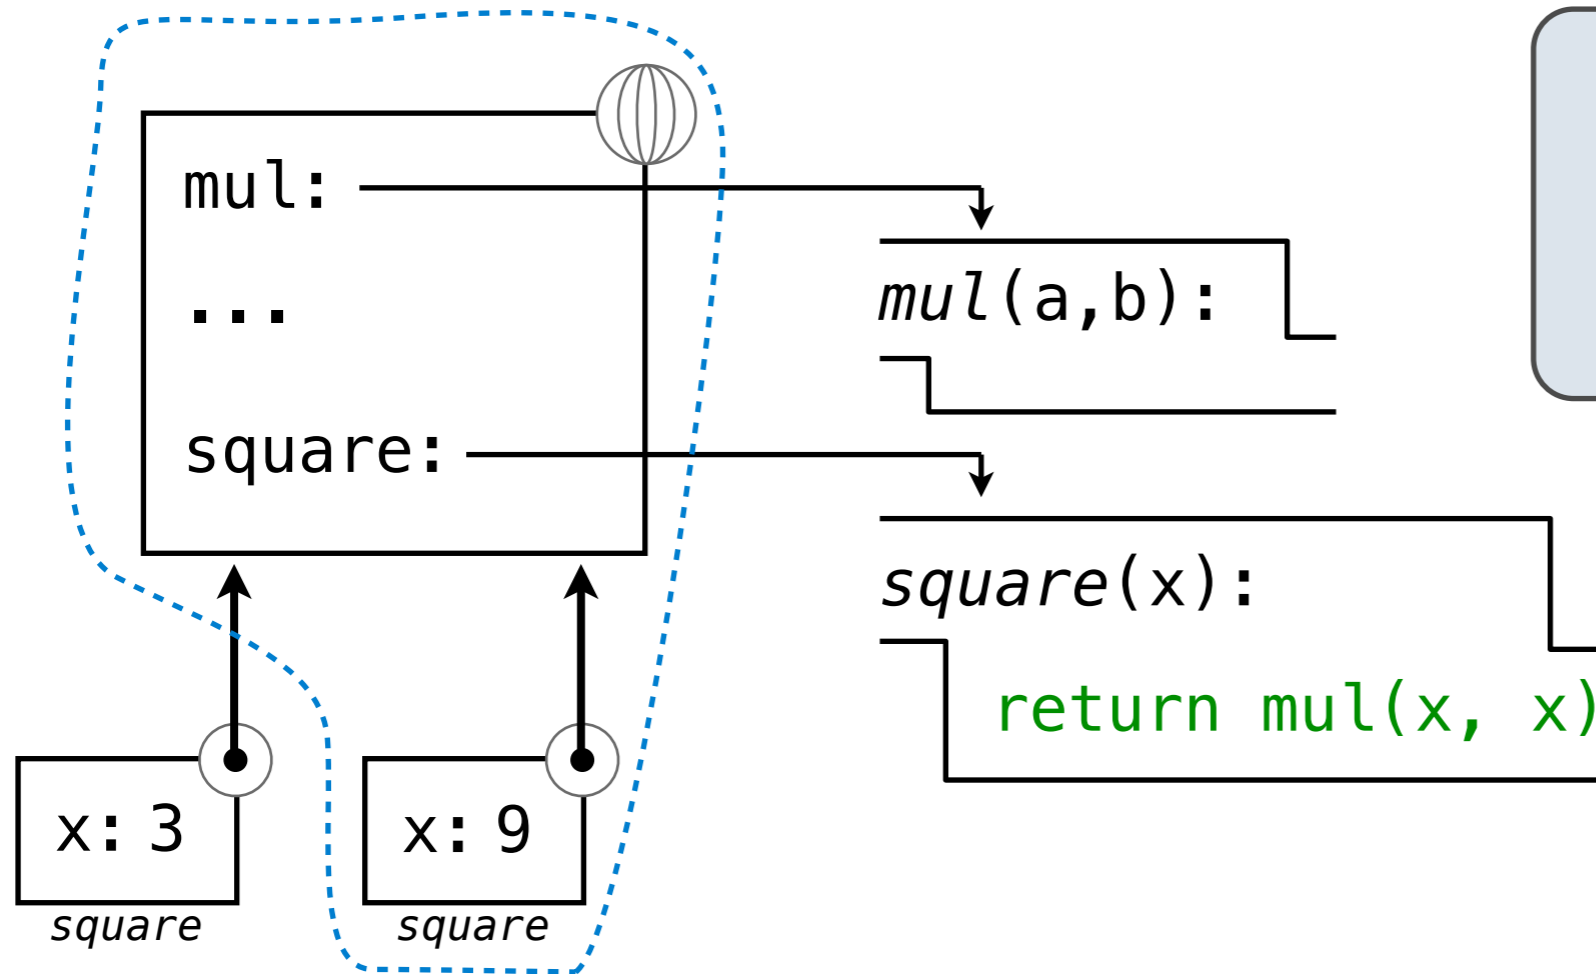 mul:
...
square:
mul(a,b):
square(x):
return mul(x, x)
x: 3
square
x: 9
square